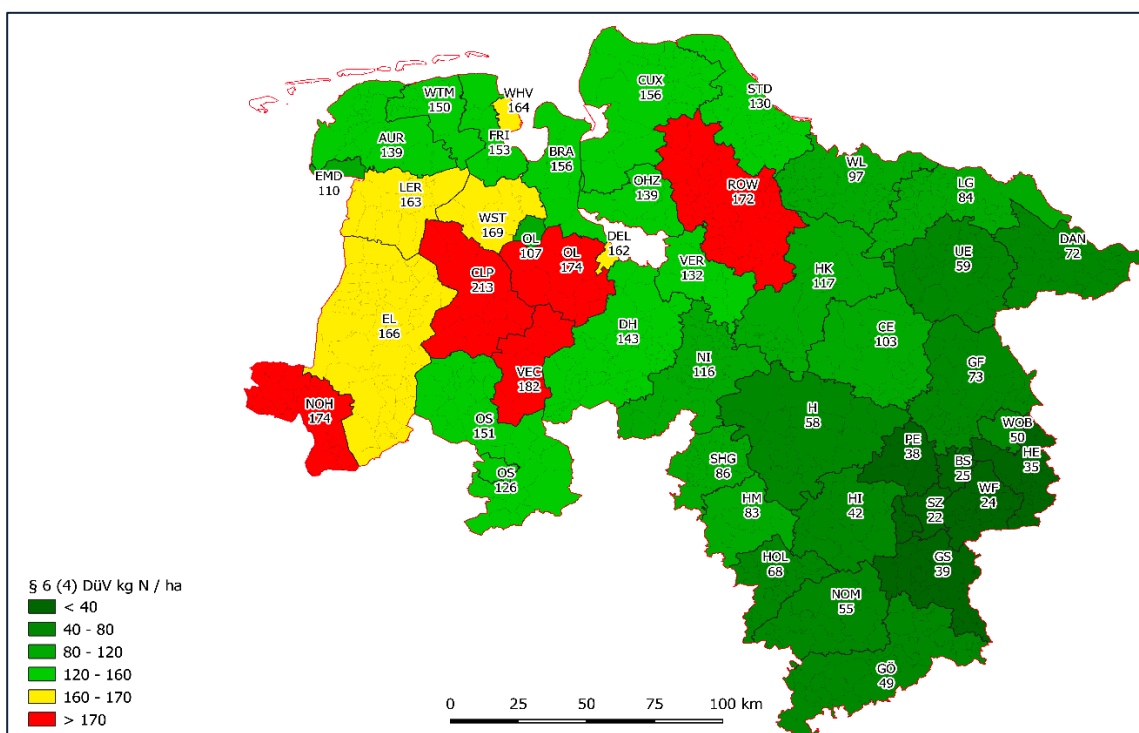 WHV
164
CUX
156
STD
130
WTM
150
FRI
153
AUR
139
BRA
156
EMD
110
LER
163
OHZ
139
ROW
172
WL
97
LG
84
WST
169
OL
107
OL
174
DEL
162
VER
132
DAN
72
UE
59
CLP
213
HK
117
EL
166
DH
143
CE
103
NI
116
GF
73
VEC
182
NOH
174
OS
151
H
58
WOB
50
PE
38
BS
25
HE
35
OS
126
SHG
86
WF
24
HM
83
HI
42
SZ
22
GS
39
HOL
68
NOM
55
GÖ
49
§ 6 (4) DüV kg N / ha
< 40
40 - 80
80 - 120
120 - 160
160 - 170
> 170
0 25 50 75 100 km